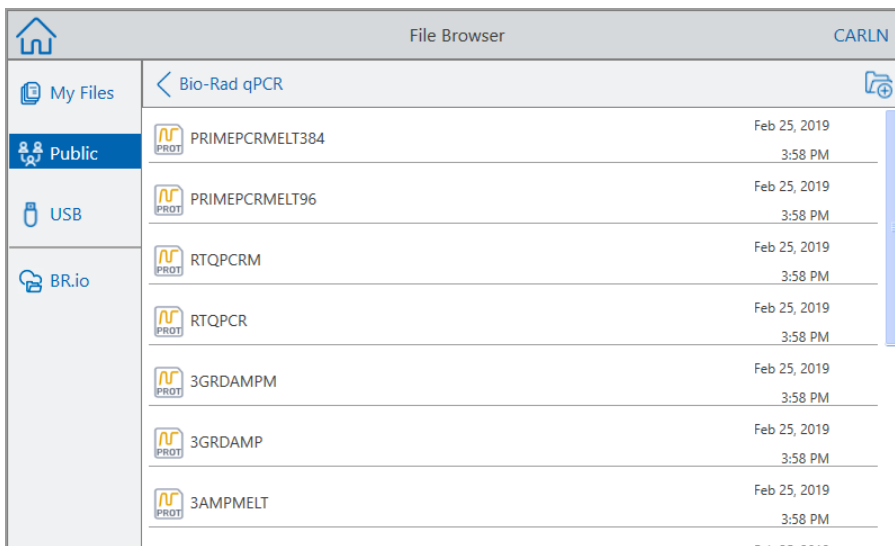 File Browser
CARLN
My Files
Public
USB
BR.io
Bio-Rad qPCR
PROT
PRIMEPCRMELT384
Feb 25, 2019
3:58 PM
PROT
PRIMEPCRMELT96
Feb 25, 2019
3:58 PM
PROT
RTQPCRM
Feb 25, 2019
3:58 PM
PROT
RTQPCR
Feb 25, 2019
3:58 PM
PROT
3GRDAMPM
Feb 25, 2019
3:58 PM
PROT
3GRDAMP
Feb 25, 2019
3:58 PM
PROT
3AMPMELT
Feb 25, 2019
3:58 PM